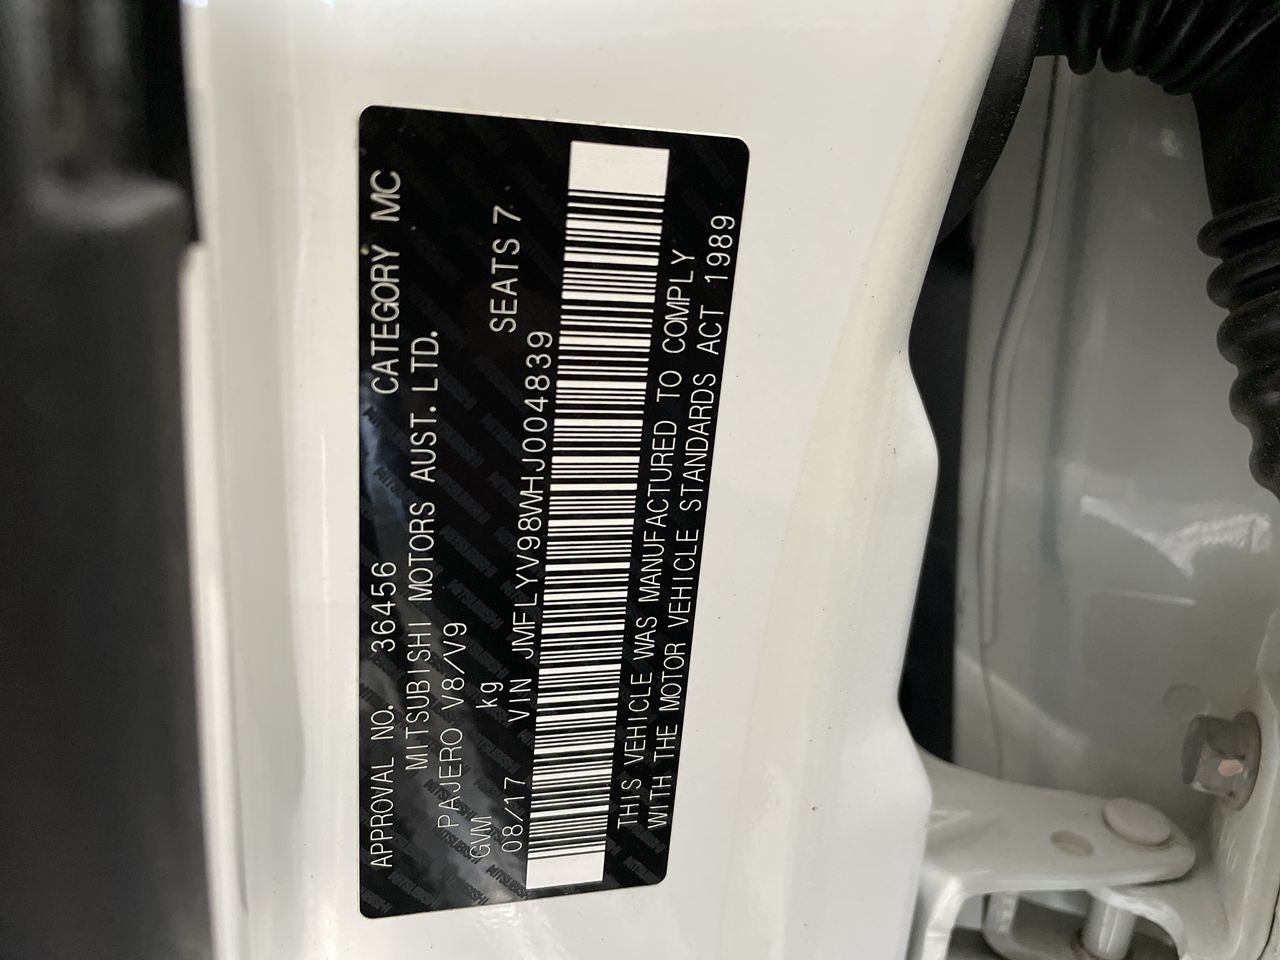 APPROVAL NO. 36456 CATEGORY MC
MITSUBISHI MOTORS AUST. LTD.
PAJERO V8/V9
GVM kg SEATS 7
08/17 VIN JMFLYV98WHJ004839
THIS VEHICLE WAS MANUFACTURED TO COMPLY
WITH THE MOTOR VEHICLE STANDARDS ACT 1989